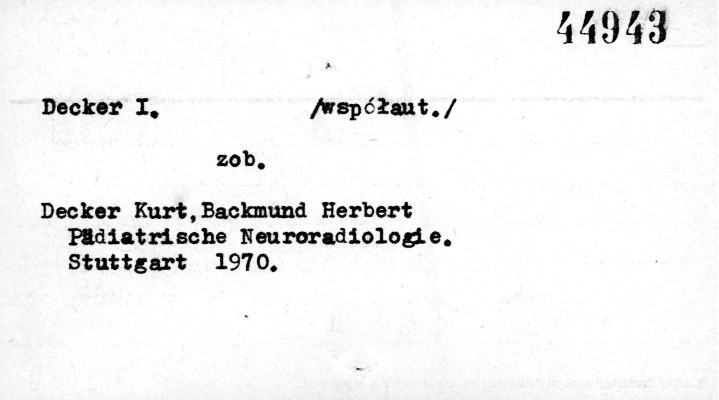 44943
Decker I. /współaut./
zob.
Decker Kurt,Backmund Herbert
Pädiatrische Neuroradiologie.
Stuttgart 1970.